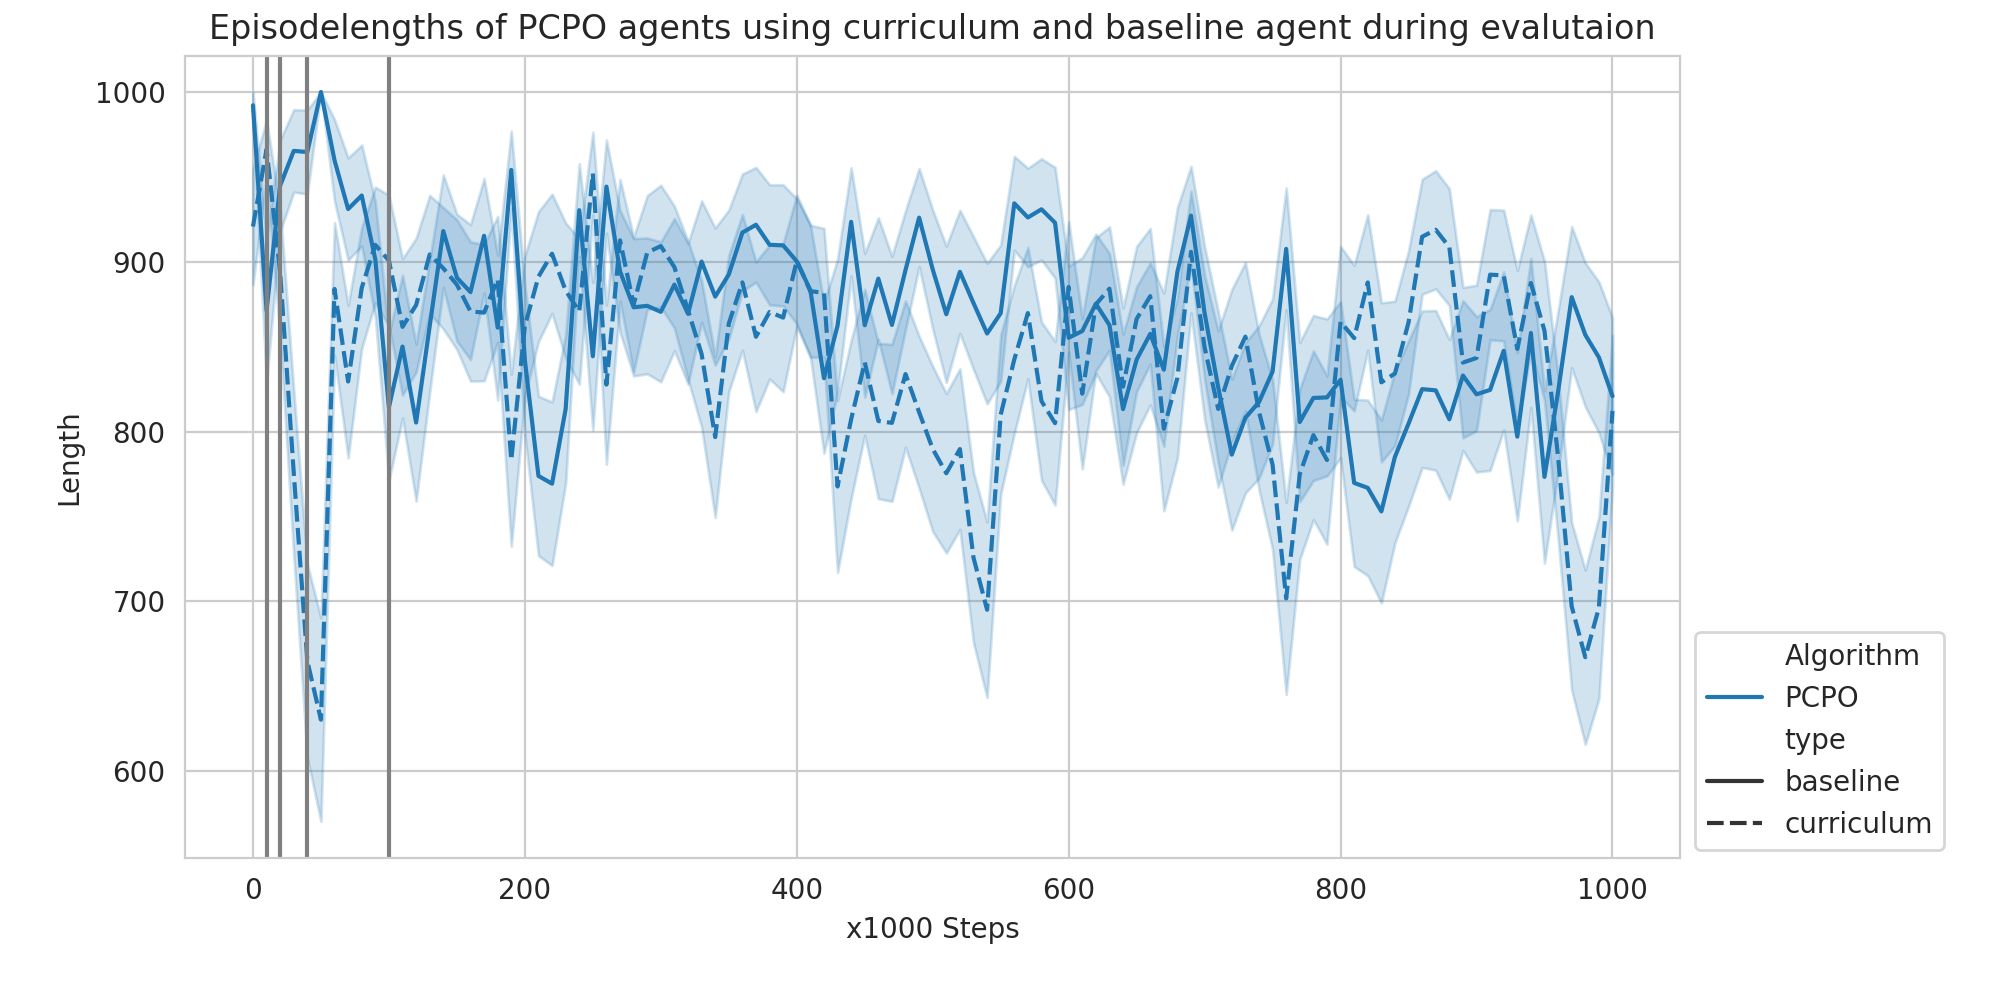 Episodelengths of PCPO agents using curriculum and baseline agent during evalutaion
1000
900
800
700
600
Length
0 200 400 600 800 1000
x1000 Steps
Algorithm
PCPO
type
baseline
curriculum